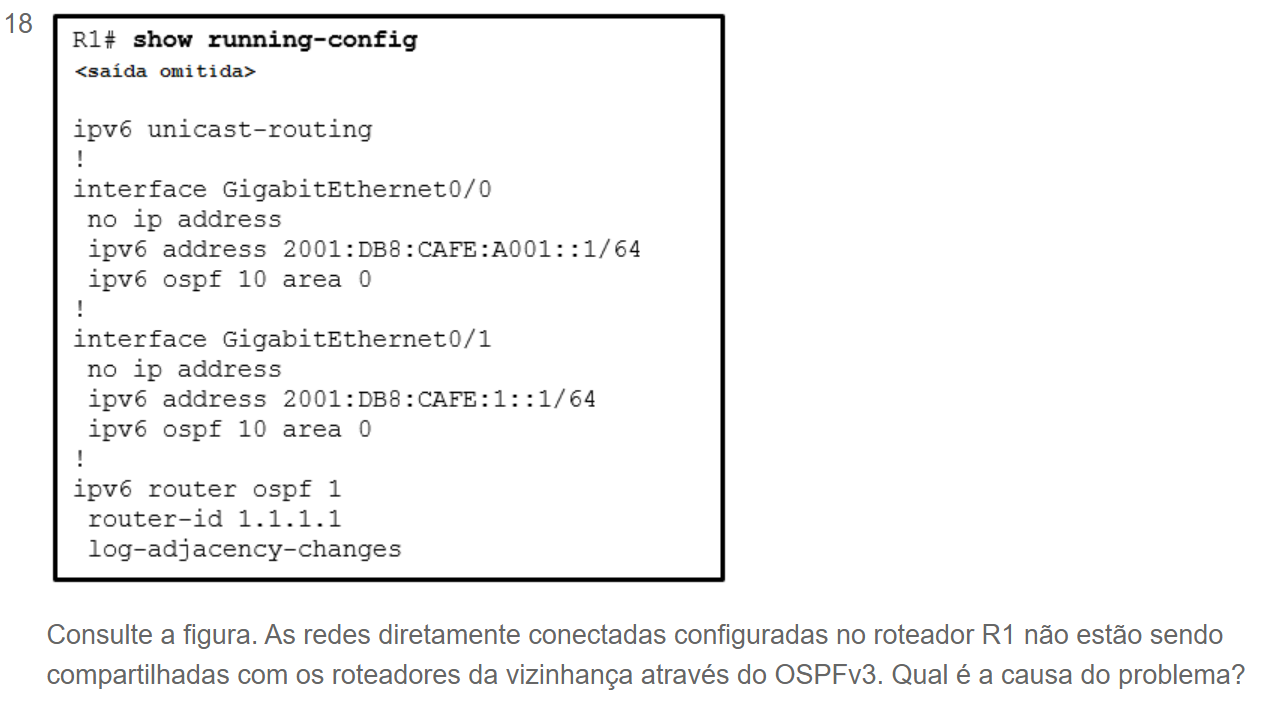 18
R1# show running-config
<saída omitida>
ipv6 unicast-routing
!
interface GigabitEthernet0/0
no ip address
ipv6 address 2001:DB8:CAFE:A001::1/64
ipv6 ospf 10 area 0
!
interface GigabitEthernet0/1
no ip address
ipv6 address 2001:DB8:CAFE:1::1/64
ipv6 ospf 10 area 0
!
ipv6 router ospf 1
router-id 1.1.1.1
log-adjacency-changes
Consulte a figura. As redes diretamente conectadas configuradas no roteador R1 não estão sendo
compartilhadas com os roteadores da vizinhança através do OSPFv3. Qual é a causa do problema?